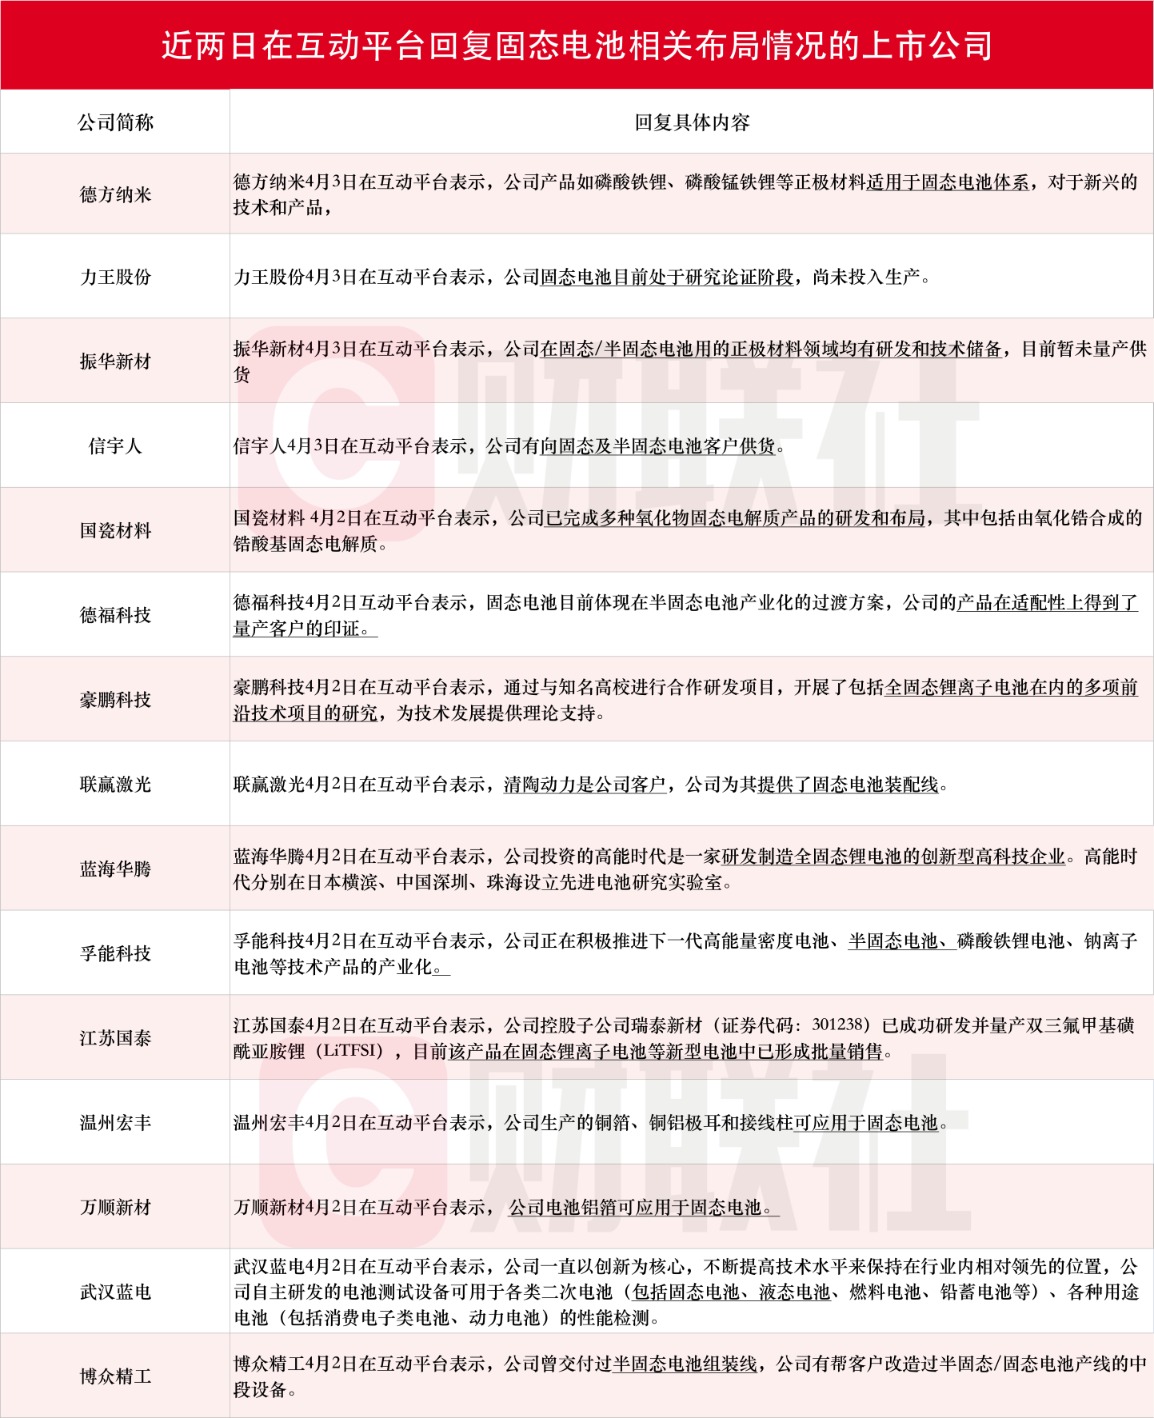 近两日在互动平台回复固态电池相关布局情况的上市公司
公司简称
回复具体内容
德方纳米
德方纳米4月3日在互动平台表示，公司产品如磷酸铁锂、磷酸锰铁锂等正极材料适用于固态电池体系，对于新兴的
技术和产品，
力王股份
力王股份4月3日在互动平台表示，公司固态电池目前处于研究论证阶段，尚未投入生产。
振华新材
振华新材4月3日在互动平台表示，公司在固态/半固态电池用的正极材料领域均有研发和技术储备，目前暂未量产供
货
信宇人
信宇人4月3日在互动平台表示，公司有向固态及半固态电池客户供货。
国瓷材料
国瓷材料 4月2日在互动平台表示，公司已完成多种氧化物固态电解质产品的研发和布局，其中包括由氧化锆合成的
锆酸基固态电解质。
德福科技
德福科技4月2日互动平台表示，固态电池目前体现在半固态电池产业化的过渡方案，公司的产品在适配性上得到了
量产客户的印证。
豪鹏科技
豪鹏科技4月2日在互动平台表示，通过与知名高校进行合作研发项目，开展了包括全固态锂离子电池在内的多项前
沿技术项目的研究，为技术发展提供理论支持。
联赢激光
联赢激光4月2日在互动平台表示，清陶动力是公司客户，公司为其提供了固态电池装配线。
蓝海华腾
蓝海华腾4月2日在互动平台表示，公司投资的高能时代是一家研发制造全固态锂电池的创新型高科技企业。高能时
代分别在日本横滨、中国深圳、珠海设立先进电池研究实验室。
孚能科技
孚能科技4月2日在互动平台表示，公司正在积极推进下一代高能量密度电池、半固态电池、磷酸铁锂电池、钠离子
电池等技术产品的产业化。
江苏国泰
江苏国泰4月2日在互动平台表示，公司控股子公司瑞泰新材（证券代码：301238）已成功研发并量产双三氟甲基磺
酰亚胺锂（LiTFSI），目前该产品在固态锂离子电池等新型电池中已形成批量销售。
温州宏丰
温州宏丰4月2日在互动平台表示，公司生产的铜箔、铜铝极耳和接线柱可应用于固态电池。
万顺新材
万顺新材4月2日在互动平台表示， 公司电池铝箔可应用于固态电池。
武汉蓝电
武汉蓝电4月2日在互动平台表示，公司一直以创新为核心，不断提高技术水平来保持在行业内相对领先的位置，公
司自主研发的电池测试设备可用于各类二次电池（包括固态电池、液态电池、燃料电池、铅蓄电池等）、各种用途
电池（包括消费电子类电池、动力电池）的性能检测。
博众精工
博众精工4月2日在互动平台表示，公司曾交付过半固态电池组装线，公司有帮客户改造过半固态/固态电池产线的中
段设备。
财联社
财联社